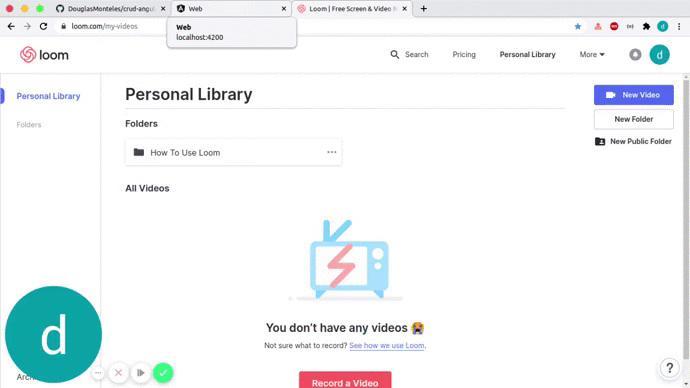 DouglasMonteles/crud-angul
Web
Loom | Free Screen & Video R
loom.com/my-videos
Web
localhost:4200
loom
Search
Pricing
Personal Library
More
d
Personal Library
Folders
Personal Library
Folders
How To Use Loom
All Videos
New Video
New Folder
New Public Folder
You don't have any videos 😭
Not sure what to record? See how we use Loom.
Record a Video
d
Arch
?